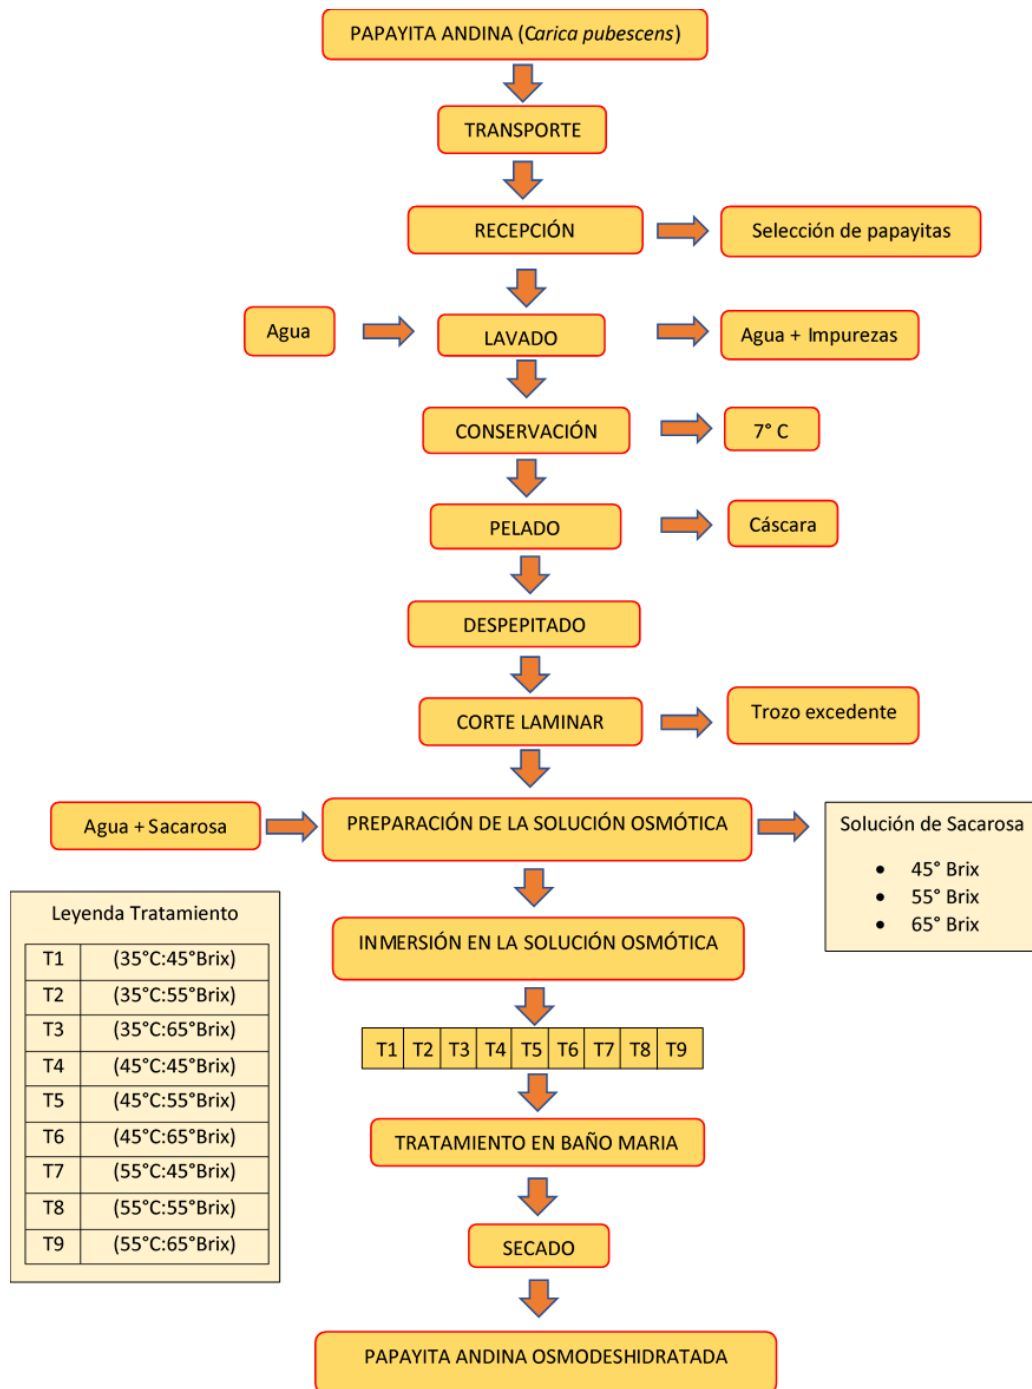 PAPAYITA ANDINA (Carica pubescens)
TRANSPORTE
RECEPCIÓN
Selección de papayitas
Agua
LAVADO
Agua + Impurezas
CONSERVACIÓN
7° C
PELADO
Cáscara
DESPEPITADO
CORTE LAMINAR
Trozo excedente
Agua + Sacarosa
PREPARACIÓN DE LA SOLUCIÓN OSMÓTICA
Solución de Sacarosa
• 45° Brix
• 55° Brix
• 65° Brix
INMERSIÓN EN LA SOLUCIÓN OSMÓTICA
Leyenda Tratamiento
T1 (35°C:45°Brix)
T2 (35°C:55°Brix)
T3 (35°C:65°Brix)
T4 (45°C:45°Brix)
T5 (45°C:55°Brix)
T6 (45°C:65°Brix)
T7 (55°C:45°Brix)
T8 (55°C:55°Brix)
T9 (55°C:65°Brix)
T1 T2 T3 T4 T5 T6 T7 T8 T9
TRATAMIENTO EN BAÑO MARIA
SECADO
PAPAYITA ANDINA OSMODESHIDRATADA